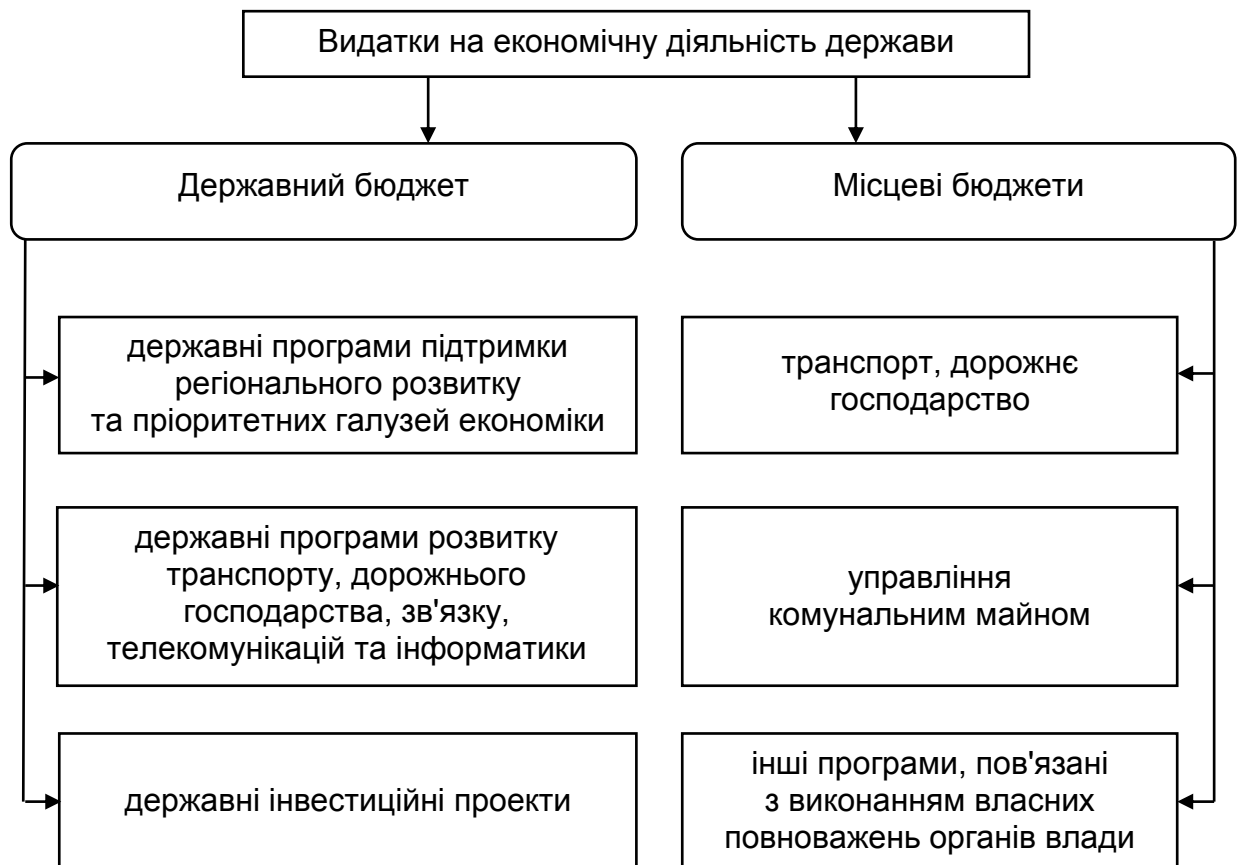 Видатки на економічну діяльність держави
Державний бюджет
Місцеві бюджети
державні програми підтримки
регіонального розвитку
та пріоритетних галузей економіки
транспорт, дорожнє
господарство
державні програми розвитку
транспорту, дорожнього
господарства, зв'язку,
телекомунікацій та інформатики
управління
комунальним майном
державні інвестиційні проекти
інші програми, пов'язані
з виконанням власних
повноважень органів влади